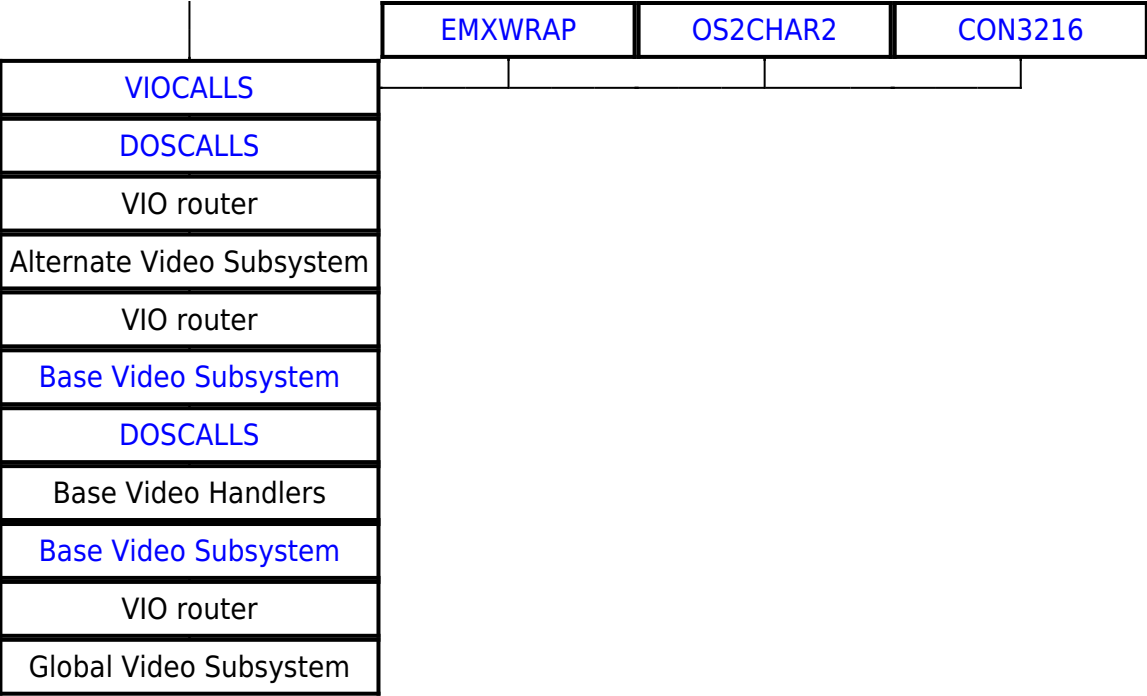 EMXWRAP OS2CHAR2 CON3216
VIOCALLS
DOSCALLS
VIO router
Alternate Video Subsystem
VIO router
Base Video Subsystem
DOSCALLS
Base Video Handlers
Base Video Subsystem
VIO router
Global Video Subsystem